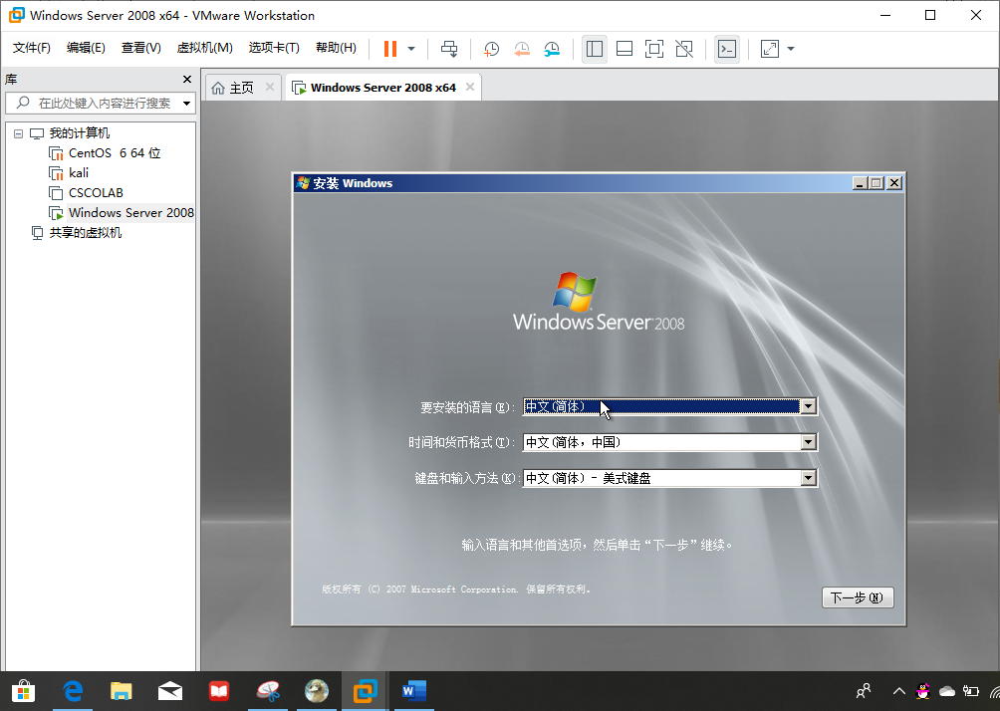 Windows Server 2008 x64 - VMware Workstation
文件(F) 编辑(E) 查看(V) 虚拟机(M) 选项卡(T) 帮助(H)
库
主页
Windows Server 2008 x64
在此处键入内容进行搜索
我的计算机
CentOS 6 64 位
kali
CSCOLAB
Windows Server 2008
共享的虚拟机
安装 Windows
Windows Server 2008
要安装的语言(E): 中文(简体)
时间和货币格式(T): 中文(简体，中国)
键盘和输入方法(K): 中文(简体) - 美式键盘
输入语言和其他首选项，然后单击“下一步”继续。
版权所有 (C) 2007 Microsoft Corporation. 保留所有权利。
下一步(N)